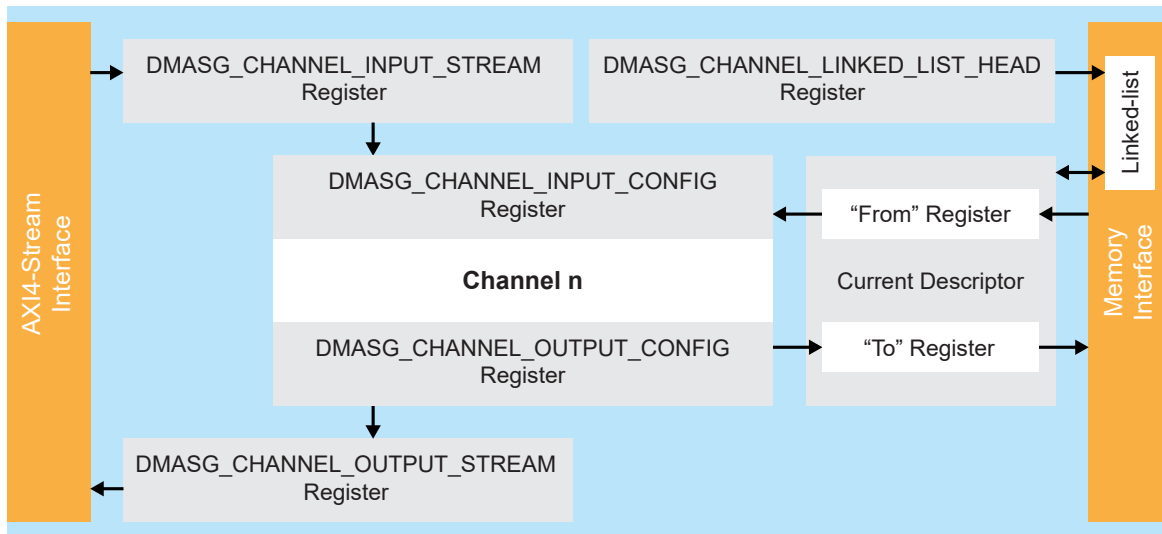 AXI4-Stream
Interface
DMASG_CHANNEL_INPUT_STREAM
Register
DMASG_CHANNEL_LINKED_LIST_HEAD
Register
Linked-list
DMASG_CHANNEL_INPUT_CONFIG
Register
“From” Register
Channel n
Current Descriptor
Memory
Interface
DMASG_CHANNEL_OUTPUT_CONFIG
Register
“To” Register
DMASG_CHANNEL_OUTPUT_STREAM
Register